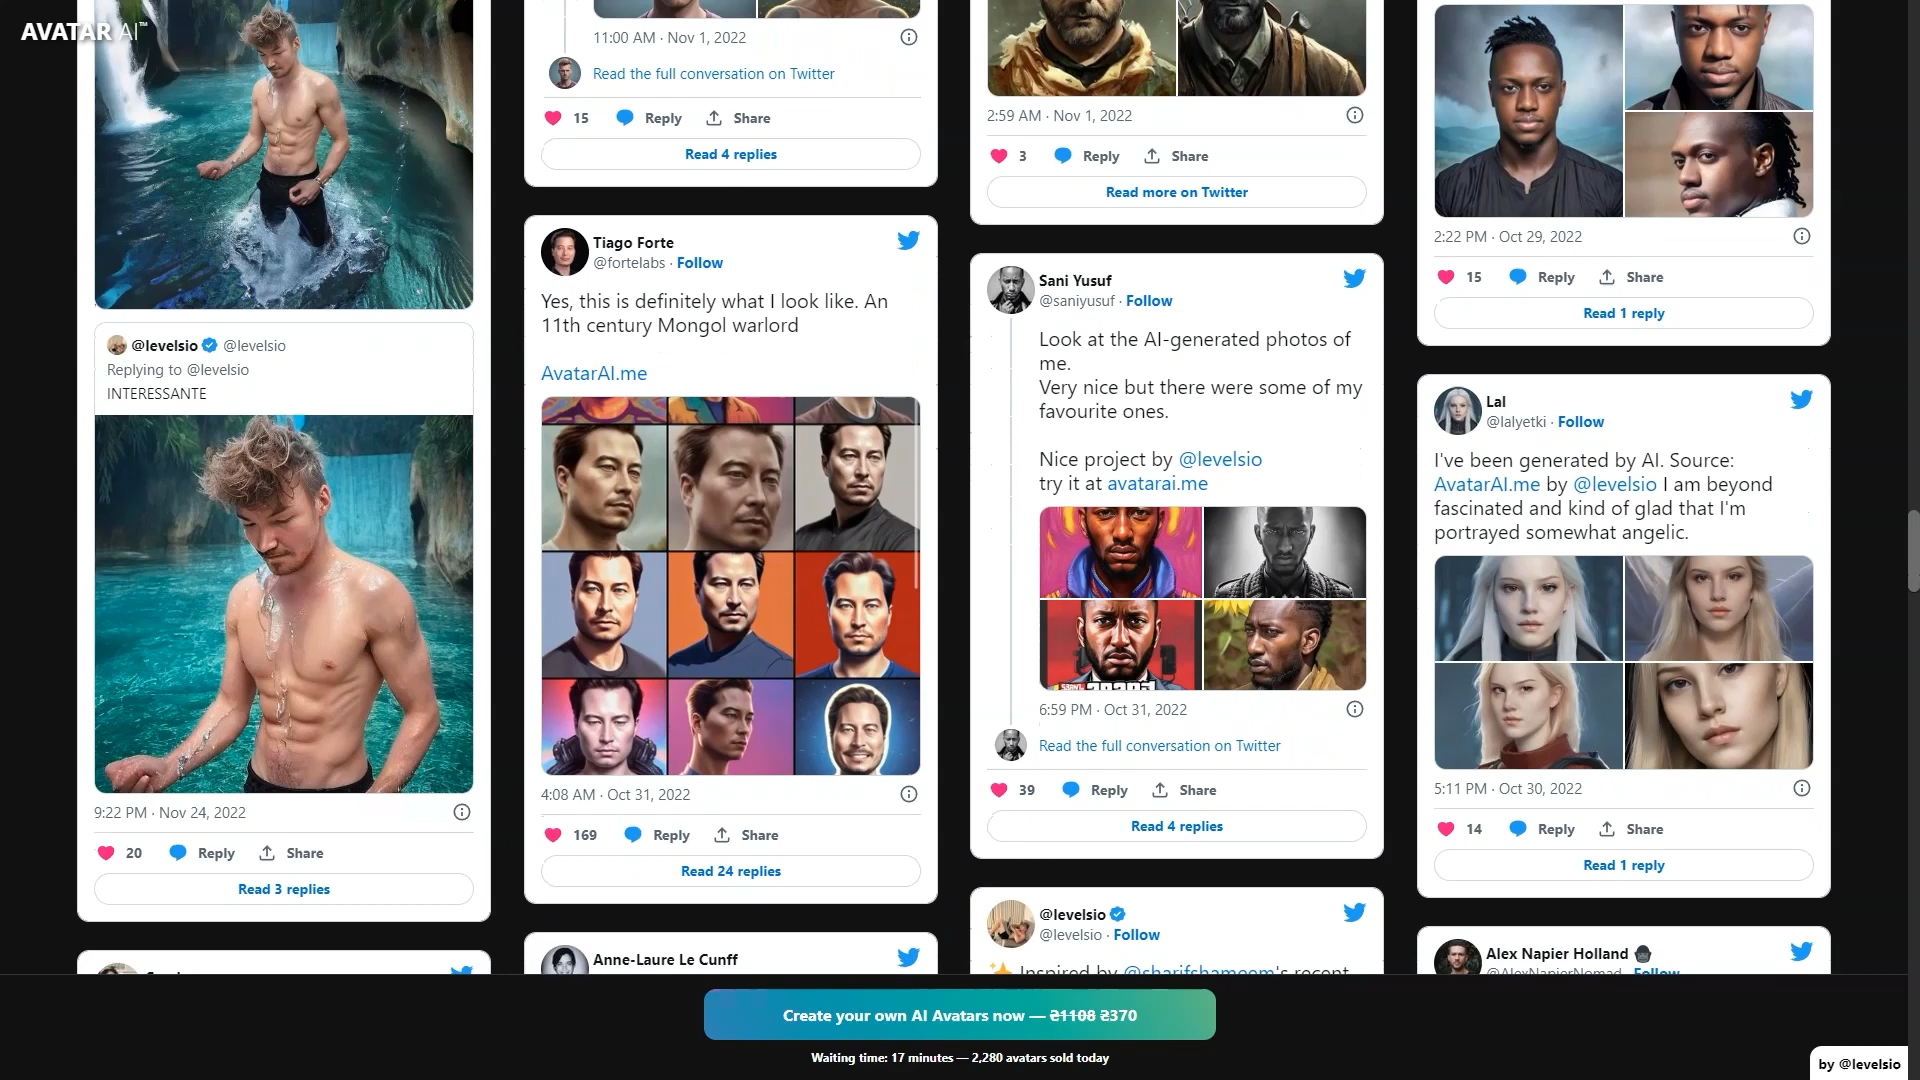 AVATAR AI™
@levelsio @levelsio
Replying to @levelsio
INTERESSANTE
9:22 PM · Nov 24, 2022
20 Reply Share
Read 3 replies
11:00 AM · Nov 1, 2022
Read the full conversation on Twitter
15 Reply Share
Read 4 replies
Tiago Forte
@fortelabs · Follow
Yes, this is definitely what I look like. An
11th century Mongol warlord
AvatarAI.me
4:08 AM · Oct 31, 2022
169 Reply Share
Read 24 replies
Anne-Laure Le Cunff
2:59 AM · Nov 1, 2022
3 Reply Share
Read more on Twitter
Sani Yusuf
@saniyusuf · Follow
Look at the AI-generated photos of
me.
Very nice but there were some of my
favourite ones.
Nice project by @levelsio
try it at avatarai.me
6:59 PM · Oct 31, 2022
Read the full conversation on Twitter
39 Reply Share
Read 4 replies
@levelsio
@levelsio · Follow
✨ Inspired by @sharifshameem's recent
2:22 PM · Oct 29, 2022
15 Reply Share
Read 1 reply
Lal
@lalyetki · Follow
I've been generated by AI. Source:
AvatarAI.me by @levelsio I am beyond
fascinated and kind of glad that I'm
portrayed somewhat angelic.
5:11 PM · Oct 30, 2022
14 Reply Share
Read 1 reply
Alex Napier Holland
@AlexNapierNomad · Follow
Create your own AI Avatars now — ₴1108 ₴370
Waiting time: 17 minutes — 2,280 avatars sold today
by @levelsio